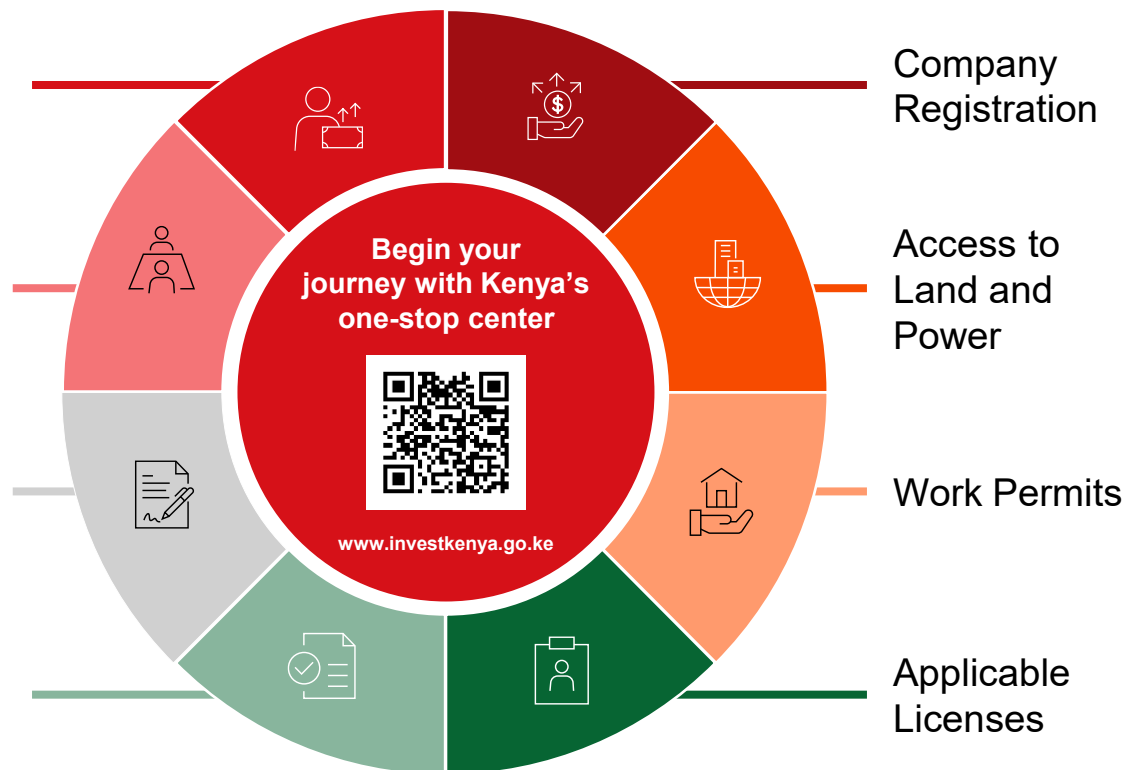 Begin your
journey with Kenya's
one-stop center
www.investkenya.go.ke
Company
Registration
Access to
Land and
Power
Work Permits
Applicable
Licenses